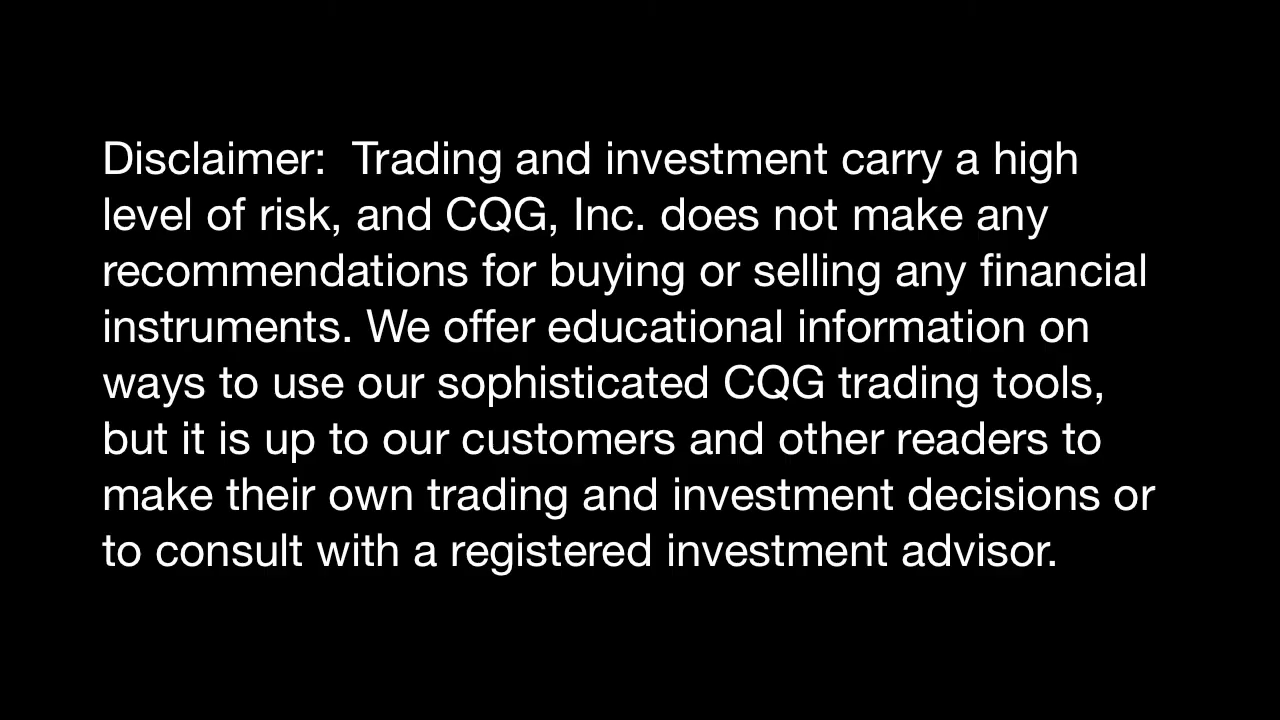 Disclaimer:  Trading and investment carry a high
level of risk, and CQG, Inc. does not make any
recommendations for buying or selling any financial
instruments. We offer educational information on
ways to use our sophisticated CQG trading tools,
but it is up to our customers and other readers to
make their own trading and investment decisions or
to consult with a registered investment advisor.